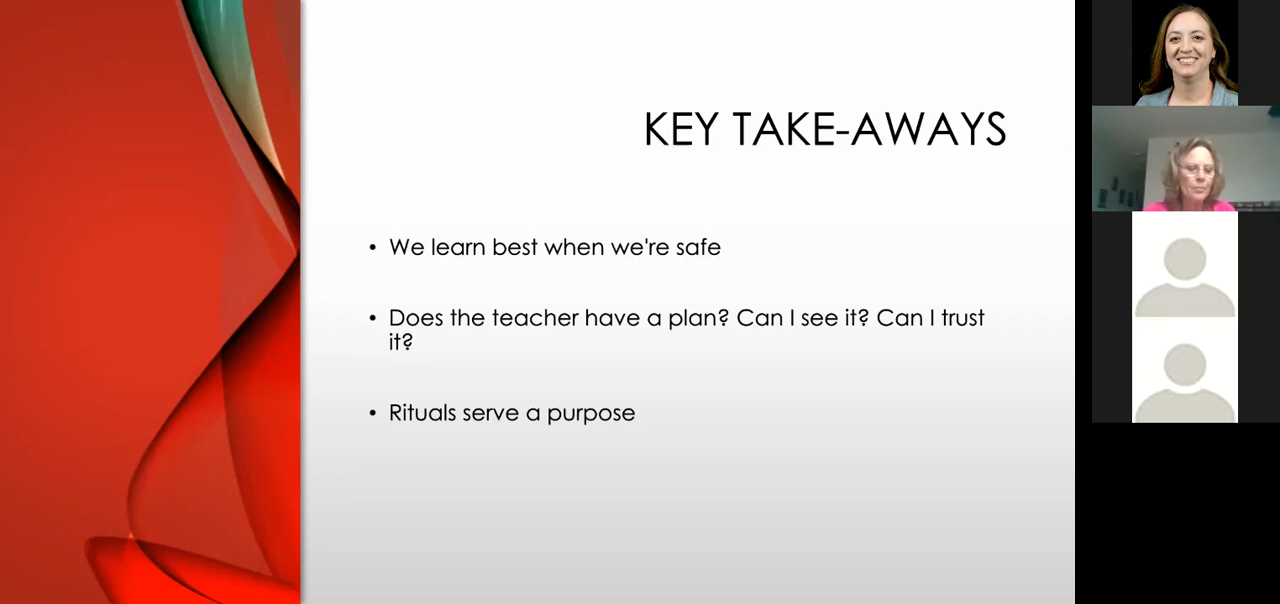 KEY TAKE-AWAYS
• We learn best when we're safe
• Does the teacher have a plan? Can I see it? Can I trust
it?
• Rituals serve a purpose